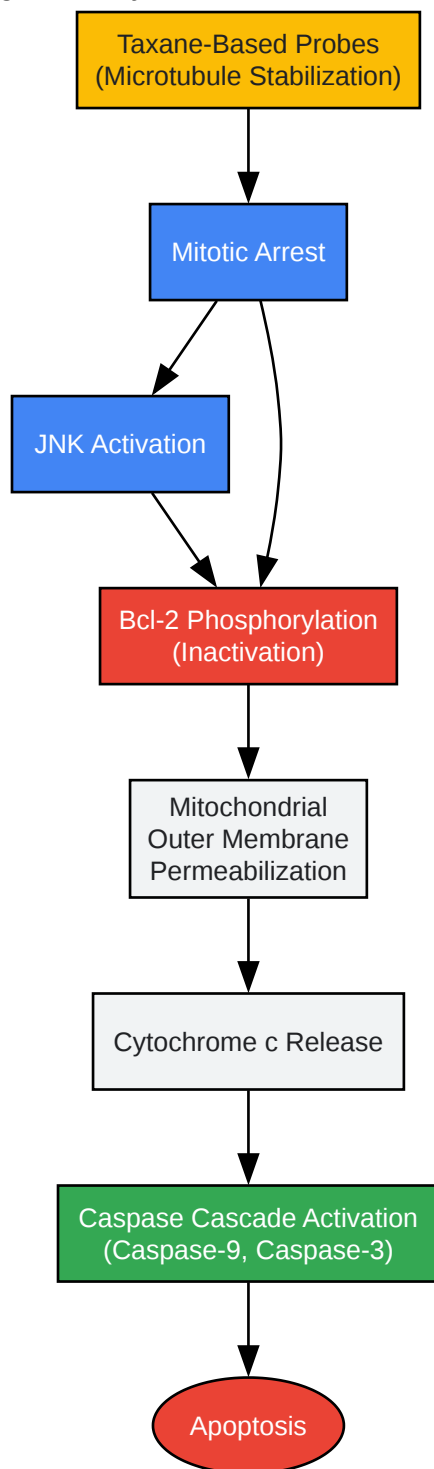 Taxane-Based Probes
(Microtubule Stabilization)
Mitotic Arrest
JNK Activation
Bcl-2 Phosphorylation
(Inactivation)
Mitochondrial
Outer Membrane
Permeabilization
Cytochrome c Release
Caspase Cascade Activation
(Caspase-9, Caspase-3)
Apoptosis